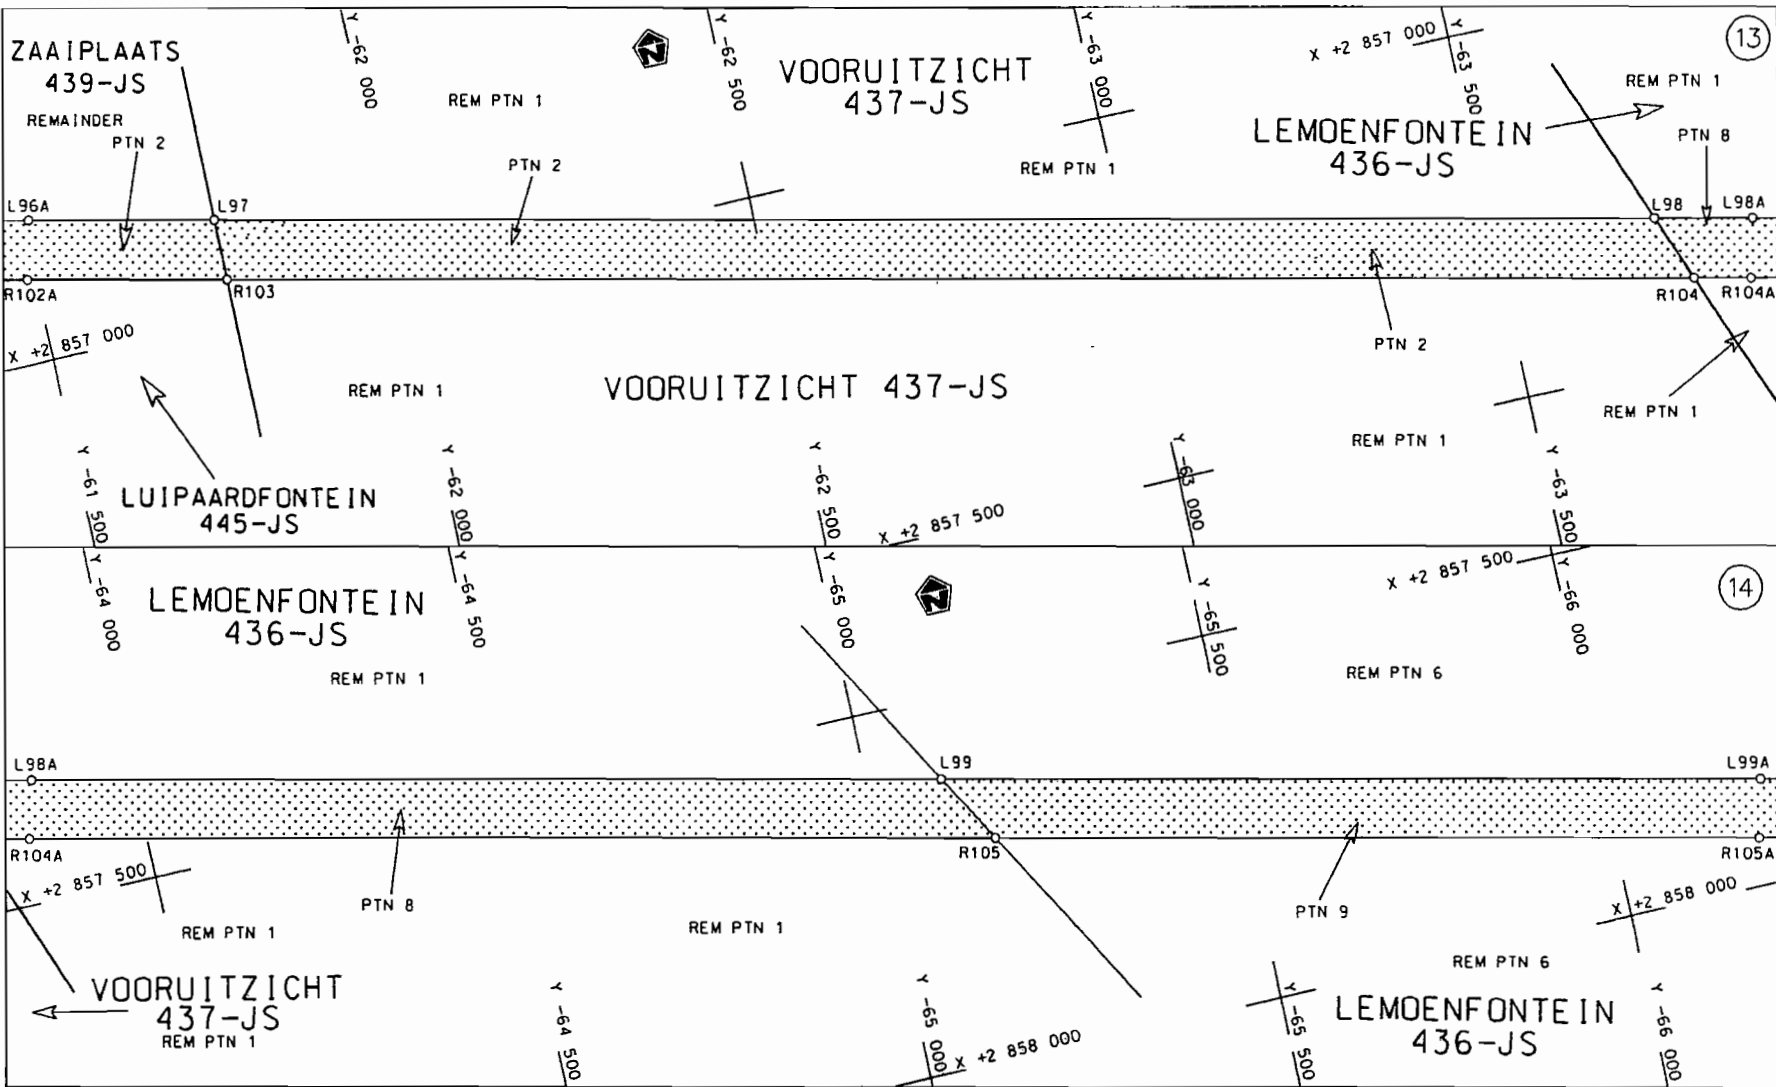 Y -62 000
Y -62 500
Y -63 000
X +2 857 000
Y -63 500
13
ZAAIPLAATS
439-JS
REMAINDER
PTN 2
REM PTN 1
Z
VOORUITZICHT
437-JS
PTN 2
REM PTN 1
LEMOENFONTEIN
436-JS
REM PTN 1
PTN 8
L96A
L97
L98
L98A
R102A
R103
R104
R104A
X +2 857 000
PTN 2
REM PTN 1
VOORUITZICHT 437-JS
REM PTN 1
REM PTN 1
LUIPAARDFONTEIN
445-JS
Y -61 500
Y -62 000
Y -62 500
X +2 857 500
Y -63 000
Y -63 500
Y -64 000
Y -64 500
Y -65 000
Y -65 500
X +2 857 500
Y -66 000
14
LEMOENFONTEIN
436-JS
REM PTN 1
Z
REM PTN 6
L98A
L99
L99A
R104A
R105
R105A
X +2 857 500
PTN 8
REM PTN 1
REM PTN 1
PTN 9
X +2 858 000
REM PTN 6
VOORUITZICHT
437-JS
REM PTN 1
LEMOENFONTEIN
436-JS
Y -64 500
Y -65 000
X +2 858 000
Y -65 500
Y -66 000